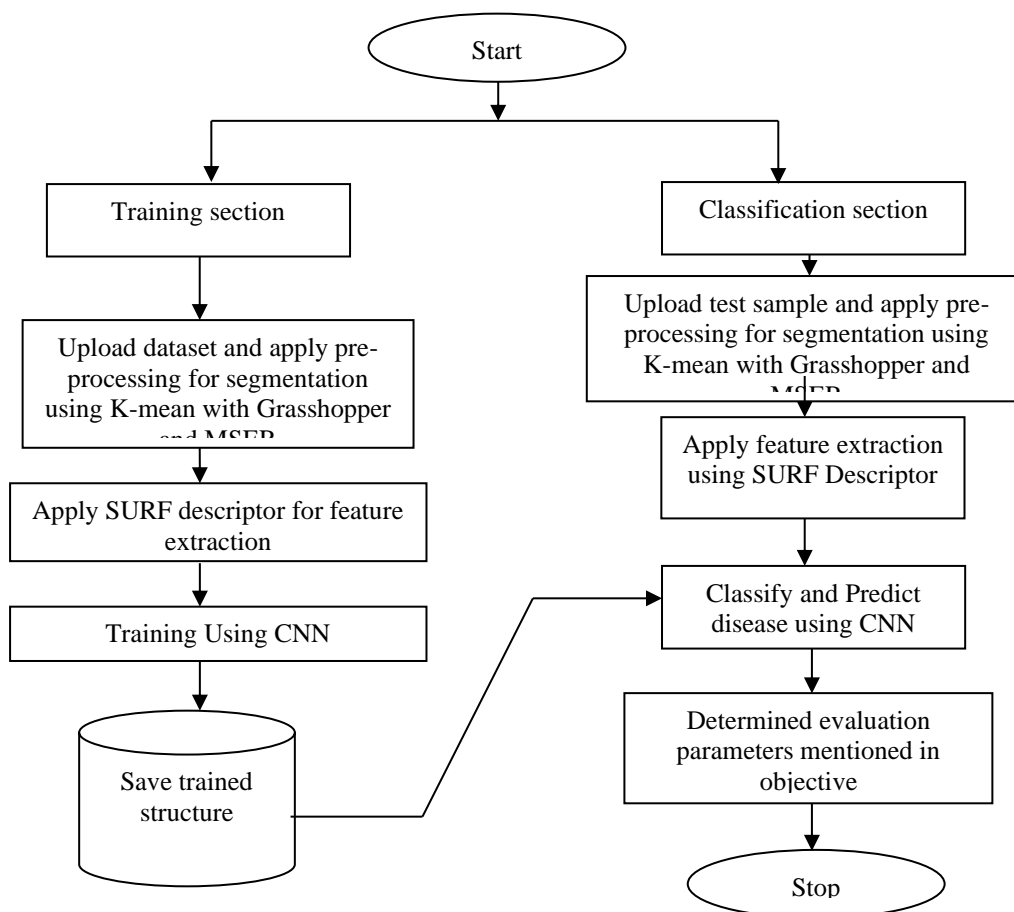 Start
Training section
Upload dataset and apply pre-
processing for segmentation
using K-mean with Grasshopper
and MSER
Apply SURF descriptor for feature
extraction
Training Using CNN
Save trained
structure
Classification section
Upload test sample and apply pre-
processing for segmentation using
K-mean with Grasshopper and
MSER
Apply feature extraction
using SURF Descriptor
Classify and Predict
disease using CNN
Determined evaluation
parameters mentioned in
objective
Stop